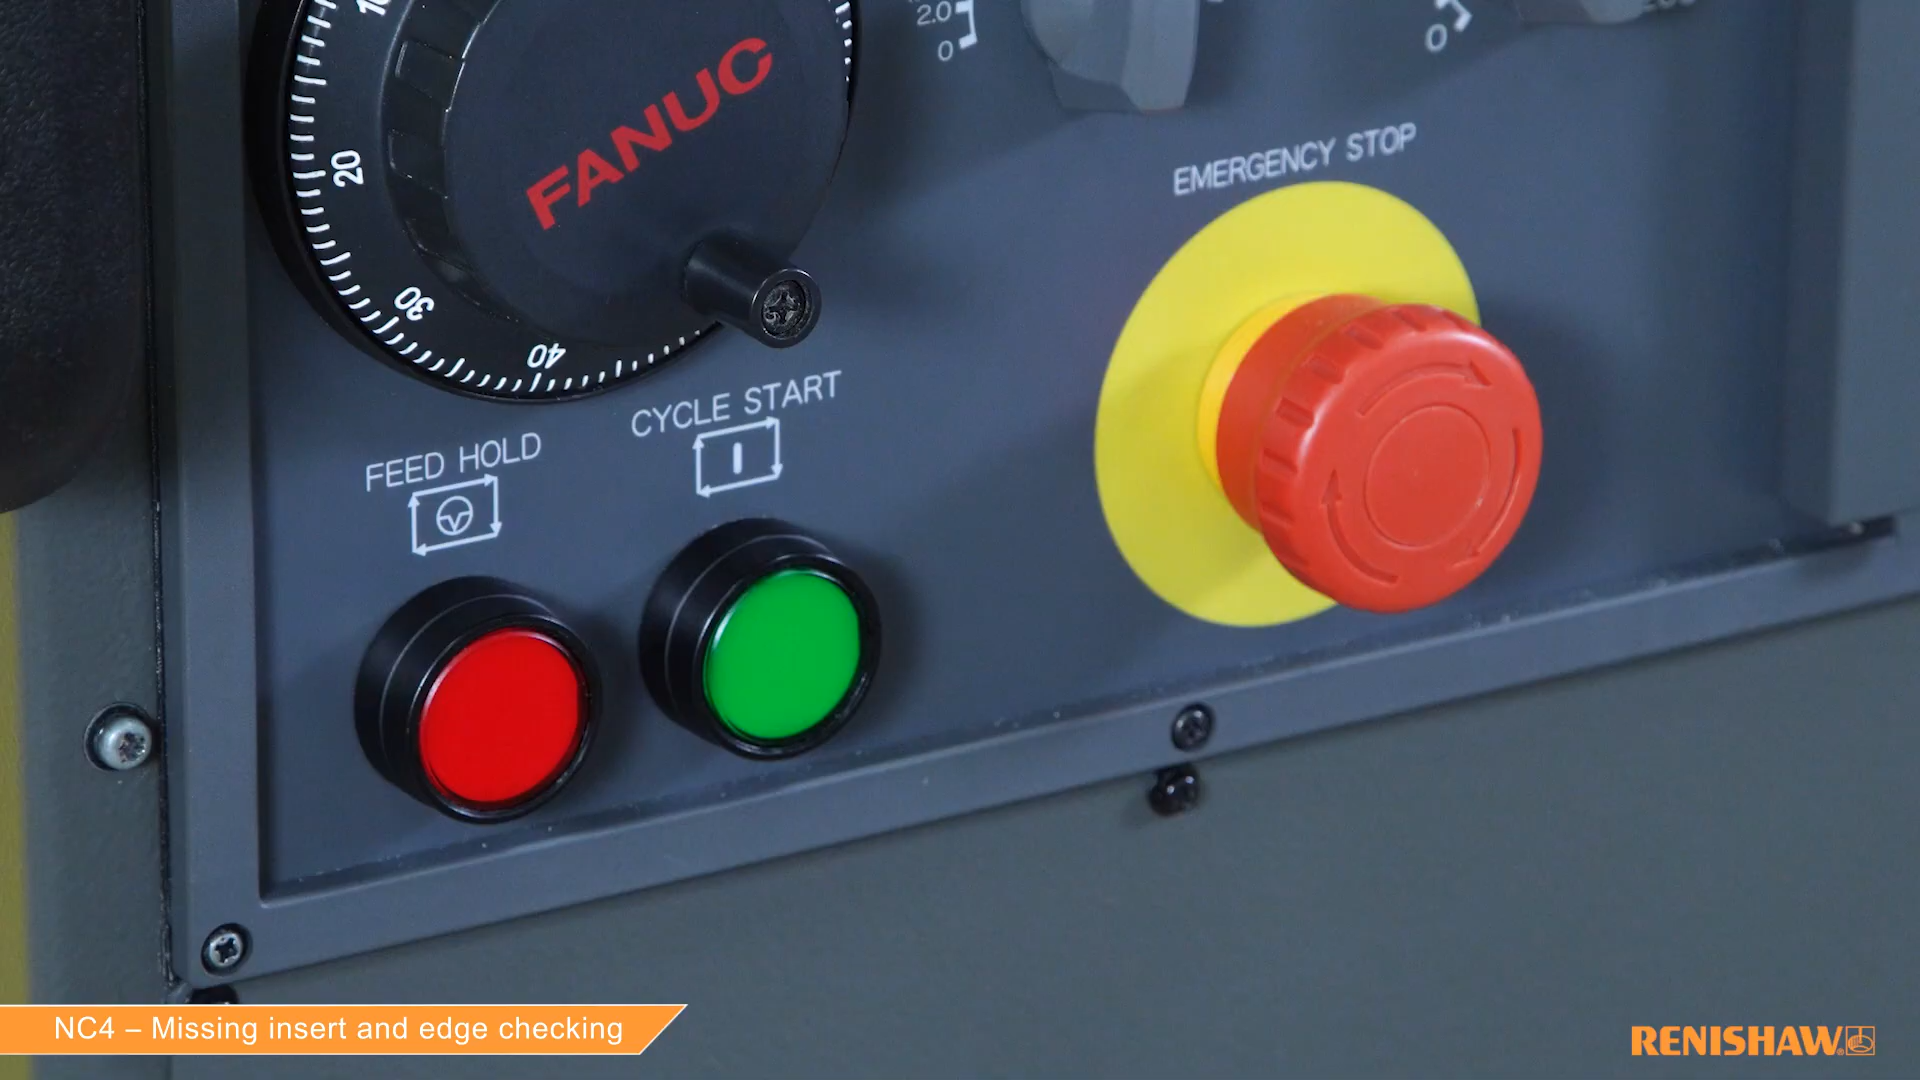 10
2.0
0
0
20
FANUC
30
40
EMERGENCY STOP
CYCLE START
FEED HOLD
NC4 – Missing insert and edge checking
RENISHAW